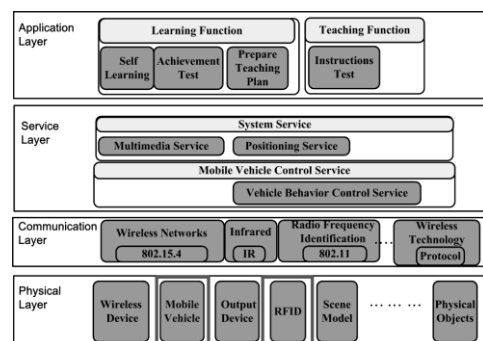 Application
Layer
Learning Function
Teaching Function
Self
Learning
Achievement
Test
Prepare
Teaching
Plan
Instructions
Test
Service
Layer
System Service
Multimedia Service
Positioning Service
Mobile Vehicle Control Service
Vehicle Behavior Control Service
Communication
Layer
Wireless Networks
802.15.4
Infrared
IR
Radio Frequency
Identification
802.11
....
Wireless
Technology
Protocol
Physical
Layer
Wireless
Device
Mobile
Vehicle
Output
Device
RFID
Scene
Model
... ...
Physical
Objects